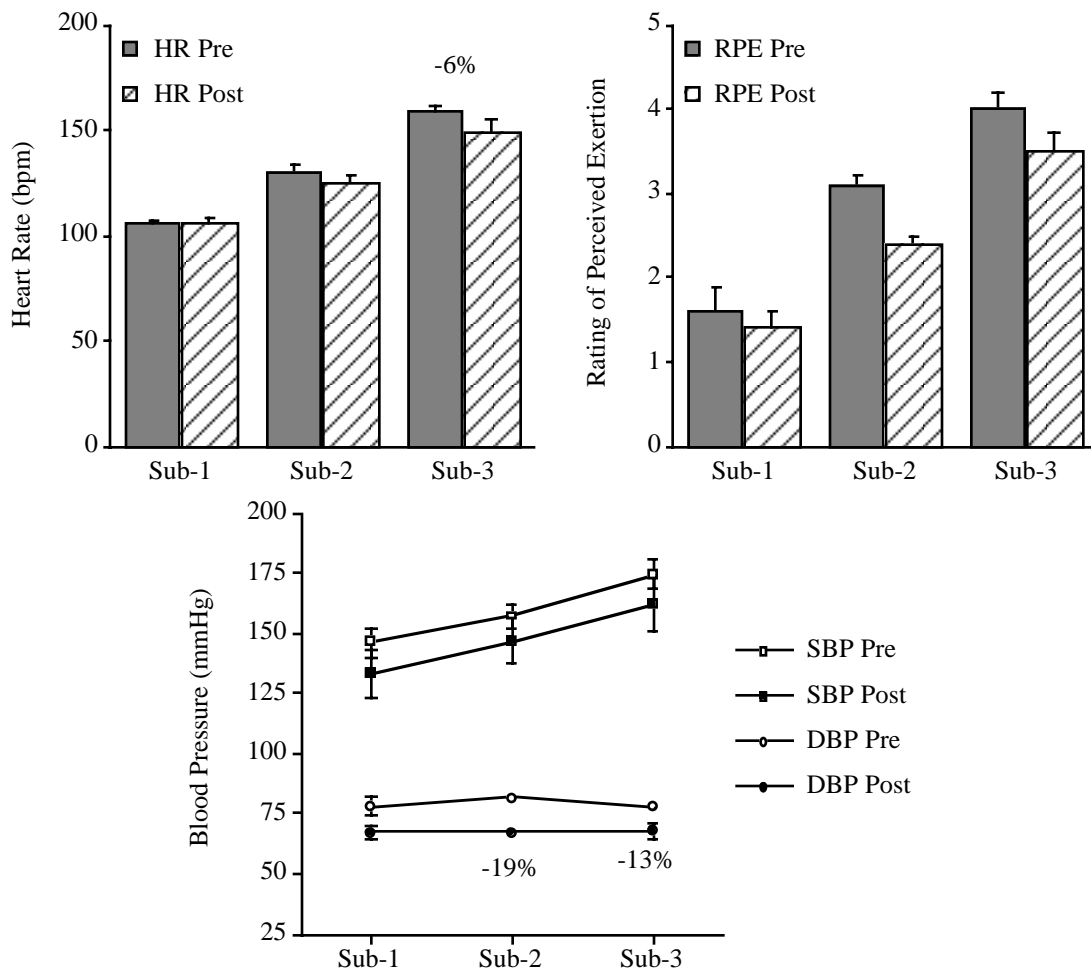 200
150
100
50
0
Heart Rate (bpm)
HR Pre
HR Post
-6%
Sub-1 Sub-2 Sub-3
5
4
3
2
1
0
Rating of Perceived Exertion
RPE Pre
RPE Post
Sub-1 Sub-2 Sub-3
200
175
150
125
100
75
50
25
Blood Pressure (mmHg)
-19%
-13%
Sub-1 Sub-2 Sub-3
SBP Pre
SBP Post
DBP Pre
DBP Post